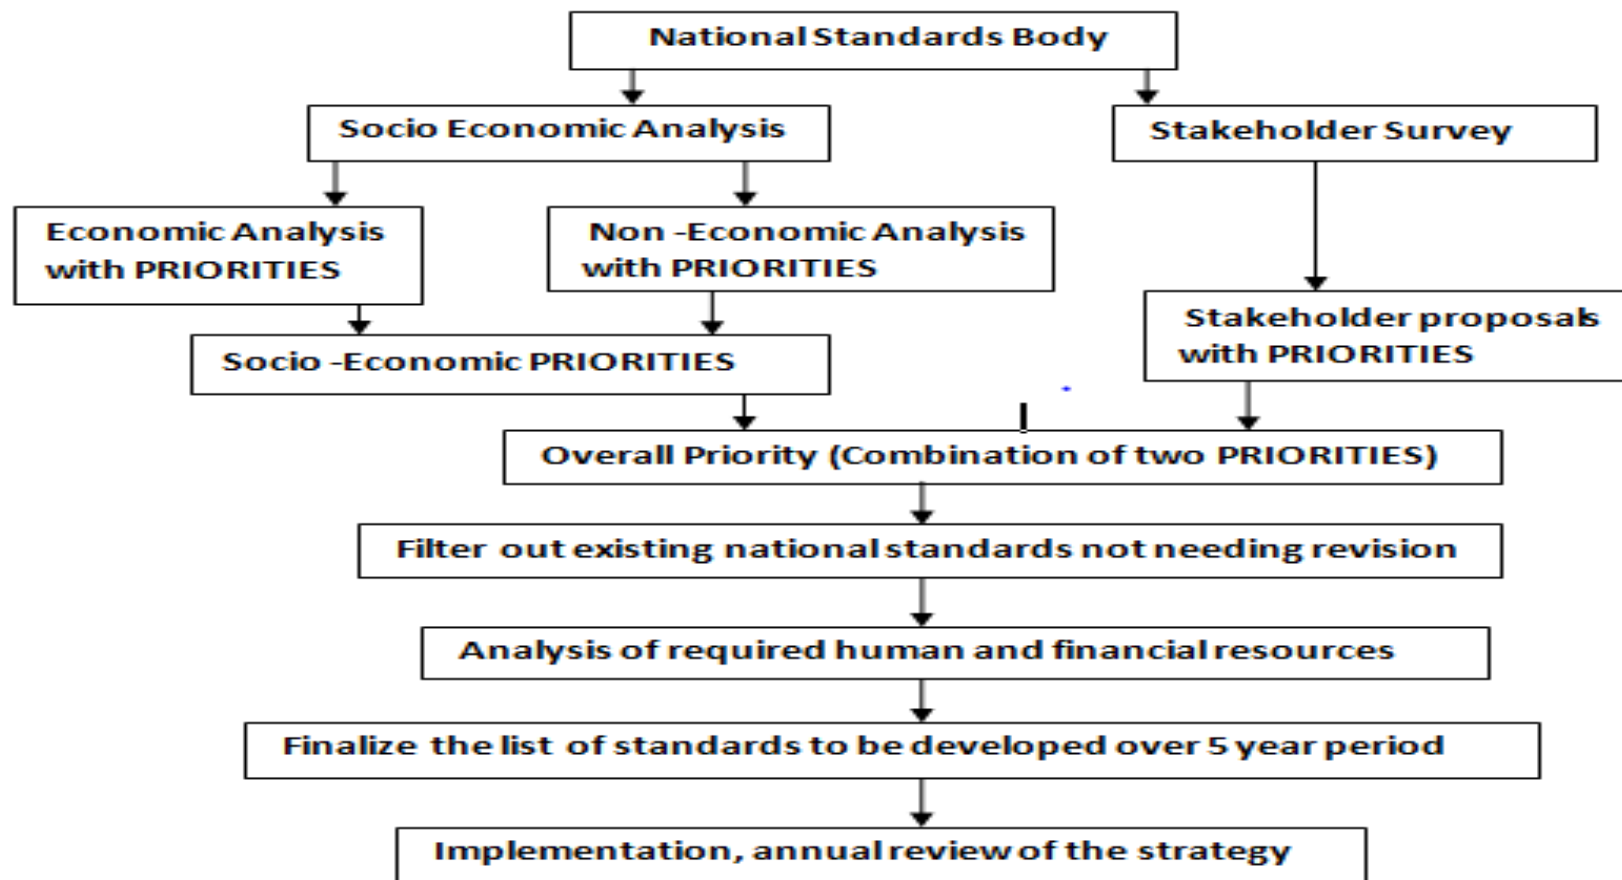 National Standards Body
Socio Economic Analysis
Stakeholder Survey
Economic Analysis
with PRIORITIES
Non -Economic Analysis
with PRIORITIES
Stakeholder proposals
with PRIORITIES
Socio -Economic PRIORITIES
Overall Priority (Combination of two PRIORITIES)
Filter out existing national standards not needing revision
Analysis of required human and financial resources
Finalize the list of standards to be developed over 5 year period
Implementation, annual review of the strategy